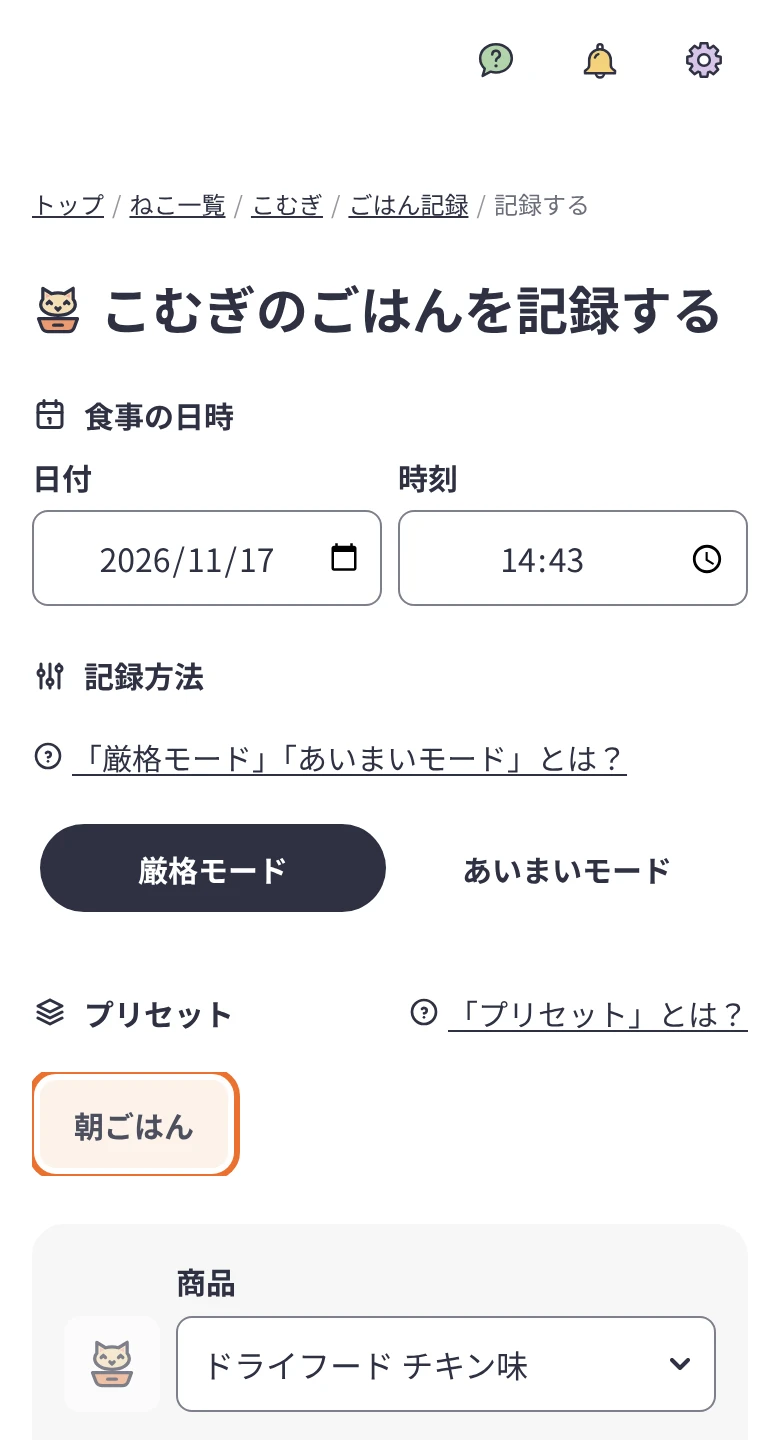 トップ / ねこ一覧 / こむぎ / ごはん記録 / 記録する
こむぎのごはんを記録する
食事の日時
日付 時刻
2026/11/17 14:43
記録方法
「厳格モード」「あいまいモード」とは？
厳格モード あいまいモード
プリセット 「プリセット」とは？
朝ごはん
商品
ドライフード チキン味